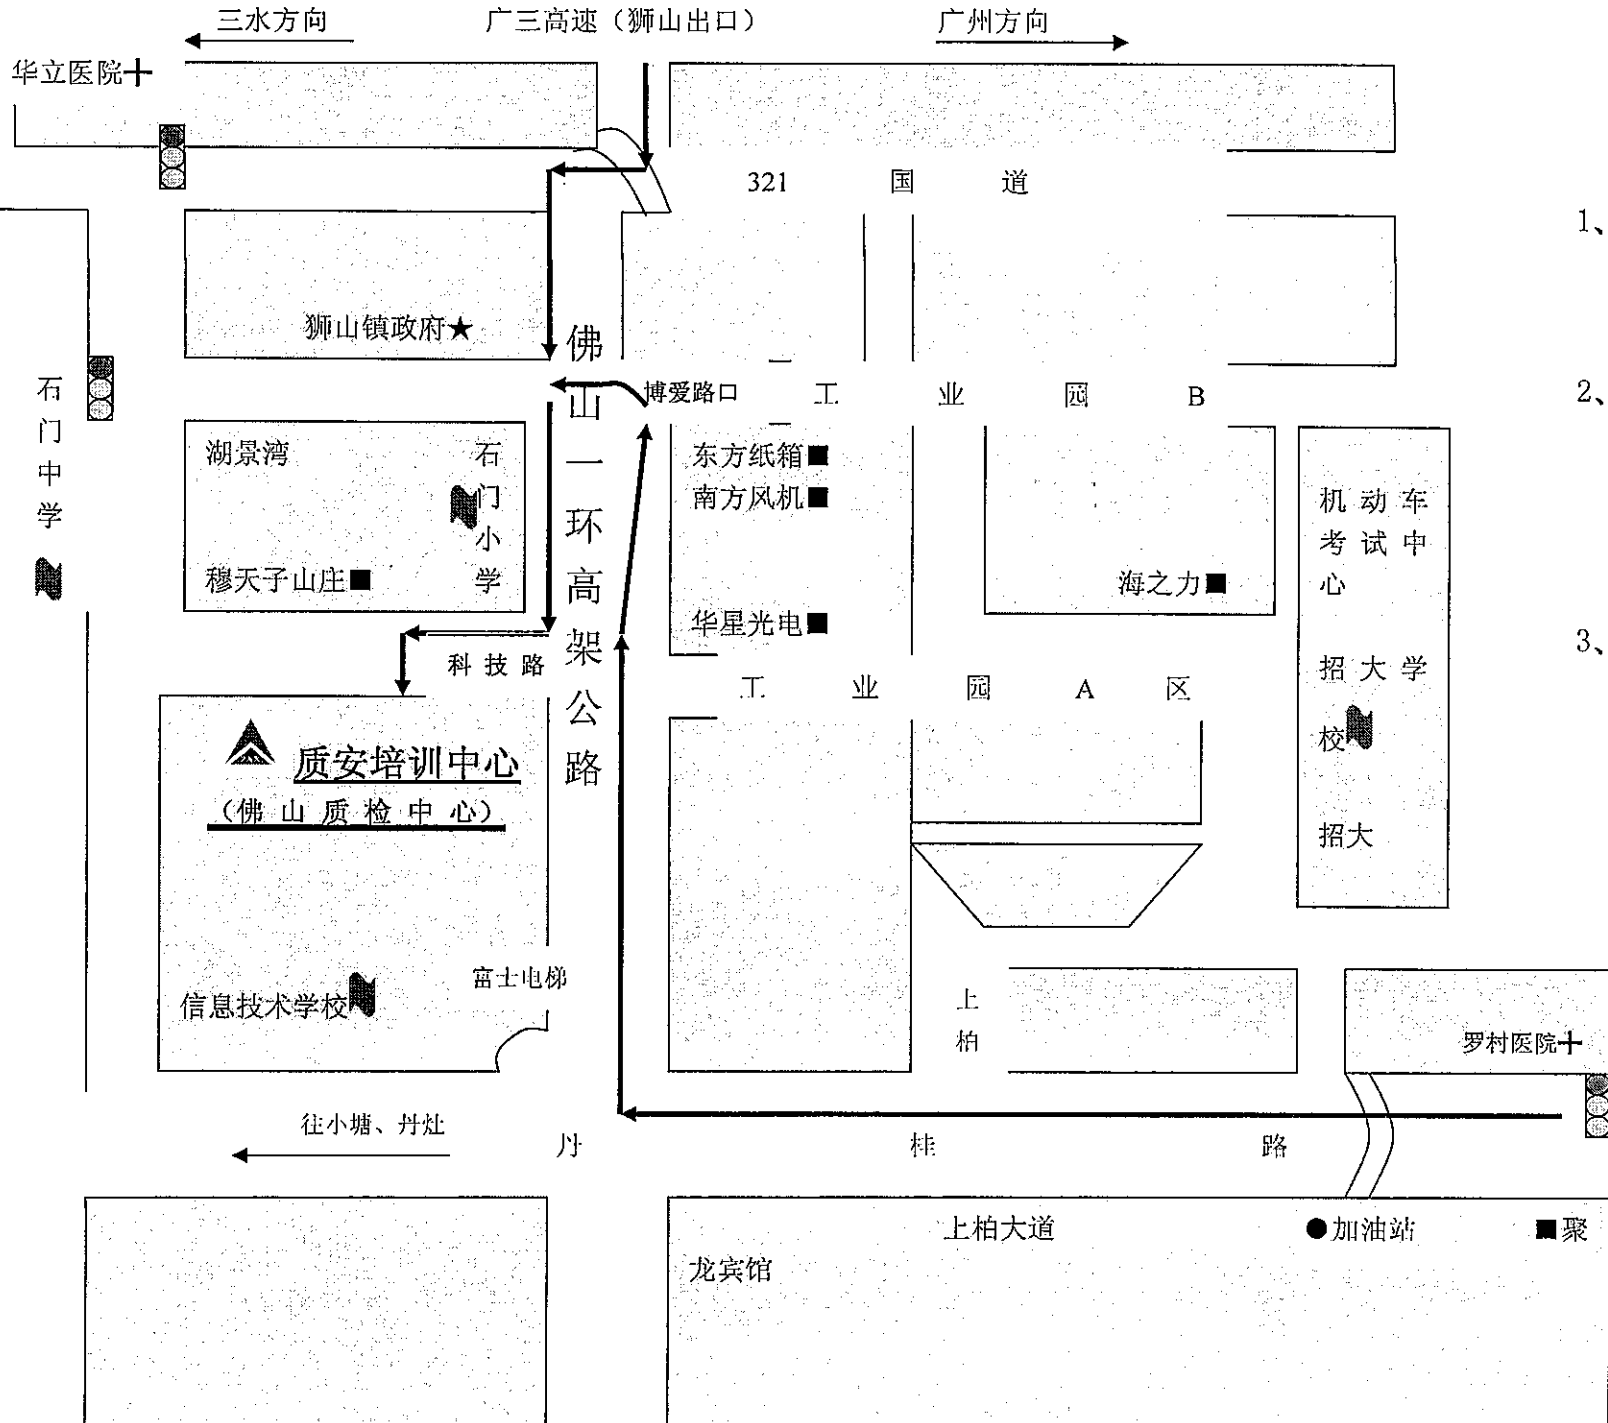 三水方向
广三高速（狮山出口）
广州方向
华立医院
321 国道
1、
狮山镇政府★
佛山一环高架公路
石门中学
博爱路口
工业园B
2、
湖景湾
石门小学
穆天子山庄■
东方纸箱■
南方风机■
华星光电■
海之力■
机动车
考试中
心
招大学
校
招大
3、
科技路
工业园A区
质安培训中心
（佛山质检中心）
信息技术学校
富士电梯
上柏
罗村医院
往小塘、丹灶
丹桂路
上柏大道
●加油站
■聚
龙宾馆